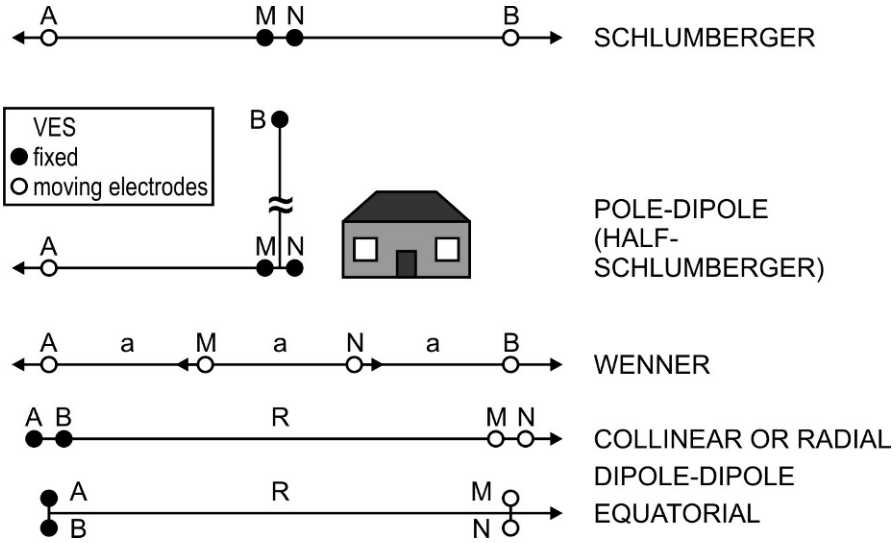 A M N B SCHLUMBERGER
VES
fixed
moving electrodes
B
A M N
POLE-DIPOLE
(HALF-
SCHLUMBERGER)
A a M a N a B WENNER
A B R M N COLLINEAR OR RADIAL
DIPOLE-DIPOLE
A R M EQUATORIAL
B N